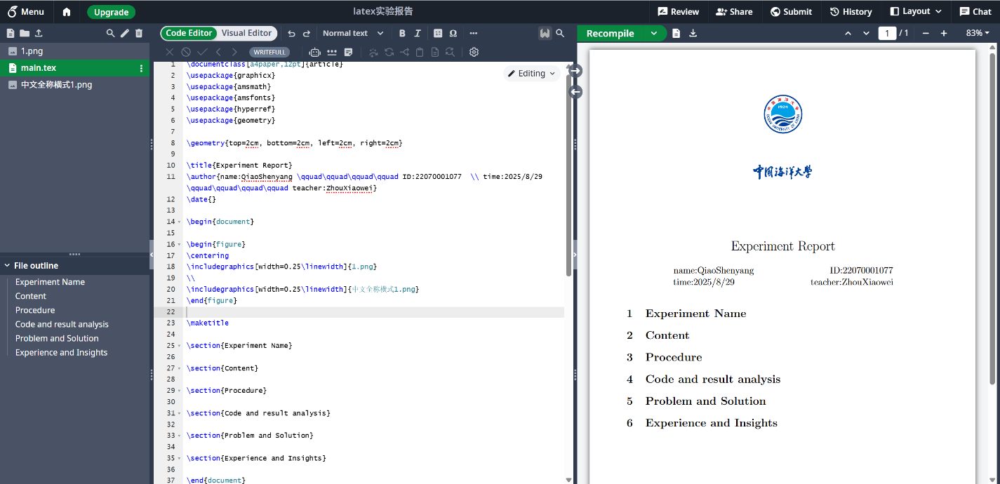 Menu
Upgrade
latex实验报告
Review
Share
Submit
History
Layout
Chat
Code Editor Visual Editor
Normal text
B I Ω
Recompile
1 / 1
83%
WRITEFULL
1.png
main.tex
中文全称横式1.png
File outline
Experiment Name
Content
Procedure
Code and result analysis
Problem and Solution
Experience and Insights
Editing
1 \documentclass[a4paper,12pt]{article}
2 \usepackage{graphicx}
3 \usepackage{amsmath}
4 \usepackage{amsfonts}
5 \usepackage{hyperref}
6 \usepackage{geometry}
7
8 \geometry{top=2cm, bottom=2cm, left=2cm, right=2cm}
9
10 \title{Experiment Report}
11 \author{name:QiaoShenyang \qquad\qquad\qquad\qquad ID:22070001077 \\ time:2025/8/29
\qquad\qquad\qquad\qquad teacher:ZhouXiaowei}
12 \date{}
13
14 \begin{document}
15
16 \begin{figure}
17 \centering
18 \includegraphics[width=0.25\linewidth]{1.png}
19 \\
20 \includegraphics[width=0.25\linewidth]{中文全称横式1.png}
21 \end{figure}
22
23 \maketitle
24
25 \section{Experiment Name}
26
27 \section{Content}
28
29 \section{Procedure}
30
31 \section{Code and result analysis}
32
33 \section{Problem and Solution}
34
35 \section{Experience and Insights}
36
37 \end{document}
中国海洋大学
1924
OCEAN UNIVERSITY OF CHINA
中国海洋大学
Experiment Report
name:QiaoShenyang ID:22070001077
time:2025/8/29 teacher:ZhouXiaowei
1 Experiment Name
2 Content
3 Procedure
4 Code and result analysis
5 Problem and Solution
6 Experience and Insights